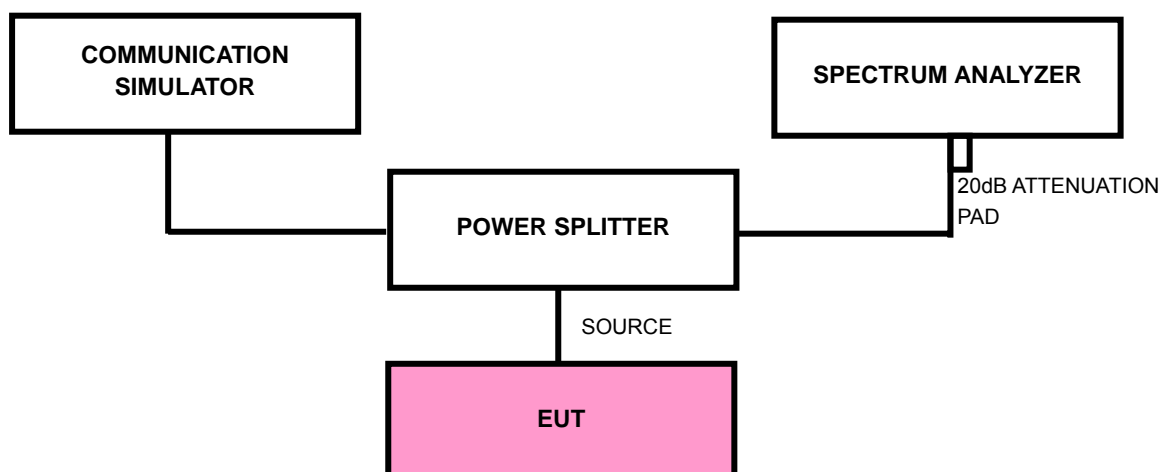 COMMUNICATION
SIMULATOR
SPECTRUM ANALYZER
20dB ATTENUATION
PAD
POWER SPLITTER
SOURCE
EUT